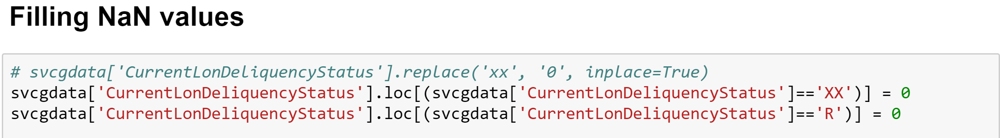 Filling NaN values
# svcgdata['CurrentLonDeliquencyStatus'].replace('xx', '0', inplace=True)
svcgdata['CurrentLonDeliquencyStatus'].loc[(svcgdata['CurrentLonDeliquencyStatus']=='XX')] = 0
svcgdata['CurrentLonDeliquencyStatus'].loc[(svcgdata['CurrentLonDeliquencyStatus']=='R')] = 0